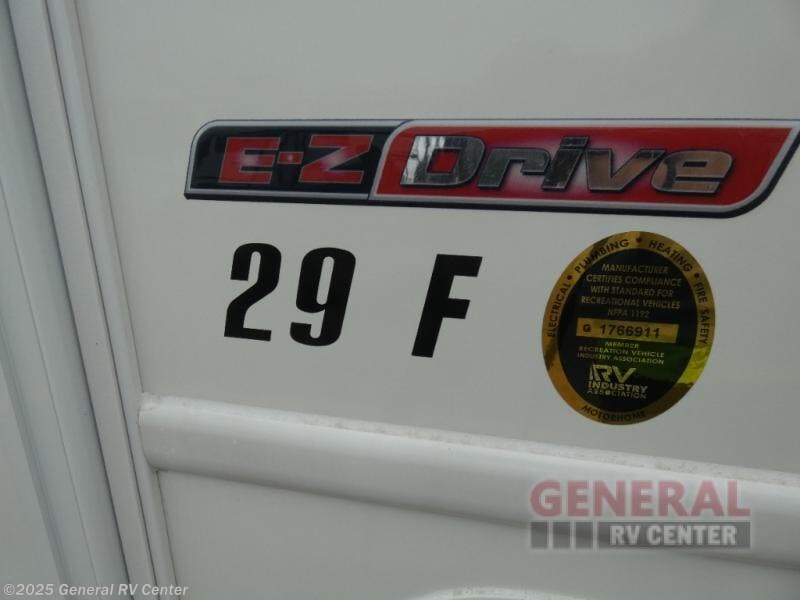 E-Z Drive
29 F
ELECTRICAL • PLUMBING • HEATING • FIRE SAFETY
MANUFACTURER
CERTIFIES COMPLIANCE
WITH STANDARD FOR
RECREATIONAL VEHICLES
NFPA 1192
G 1766911
MEMBER
RECREATION VEHICLE
INDUSTRY ASSOCIATION
RV
INDUSTRY
ASSOCIATION
MOTORHOME
GENERAL
RV CENTER
©2025 General RV Center